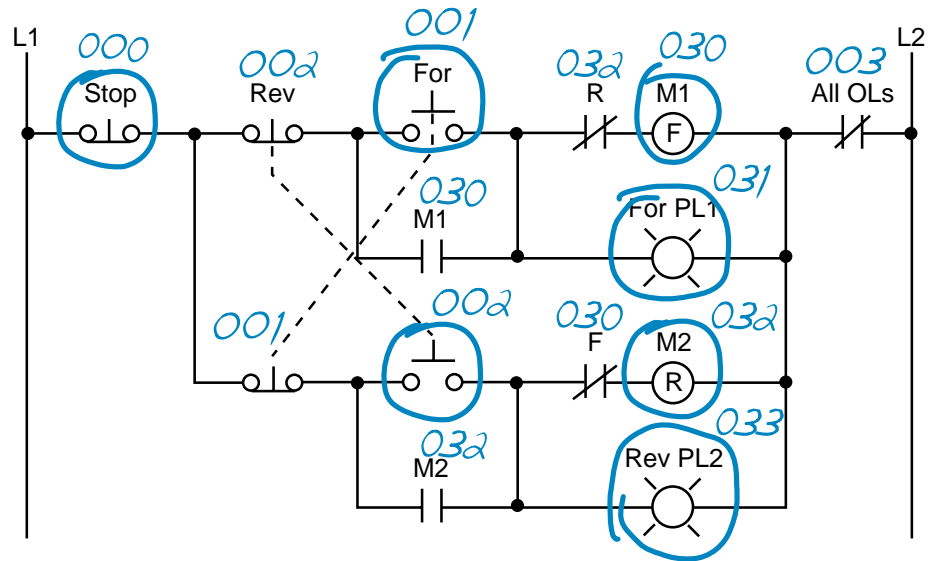 001
000
002
032
030
003
L1
Stop
Rev
For
R
M1
All OLs
L2
F
030
031
M1
For PL1
001
002
030
032
F
M2
R
032
033
M2
Rev PL2